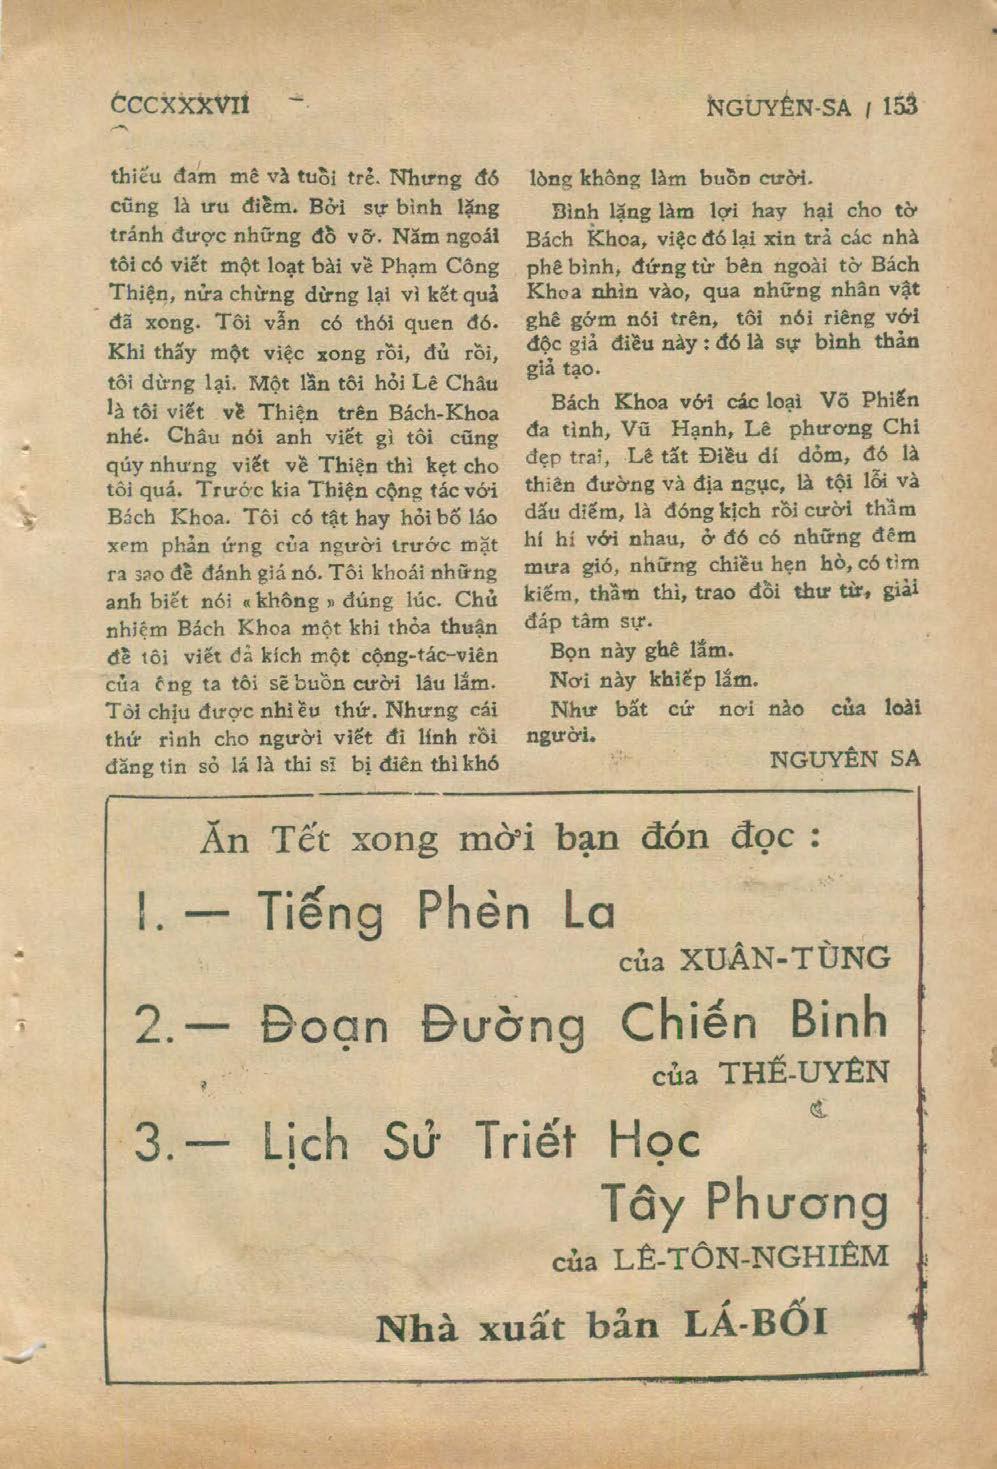 CCCXXXVII
NGUYÊN-SA / 153
thiếu đam mê và tuổi trẻ. Nhưng đó
cũng là ưu điểm. Bởi sự bình lặng
tránh được những đồ vỡ. Năm ngoái
tôi có viết một loạt bài về Phạm Công
Thiện, nửa chừng dừng lại vì kết quả
đã xong. Tôi vẫn có thói quen đó.
Khi thấy một việc xong rồi, đủ rồi,
tôi dừng lại. Một lần tôi hỏi Lê Châu
là tôi viết về Thiện trên Bách-Khoa
nhé. Châu nói anh viết gì tôi cũng
qúy nhưng viết về Thiện thì kẹt cho
tôi quá. Trước kia Thiện cộng tác với
Bách Khoa. Tôi có tật hay hỏi bố láo
xem phản ứng của người trước mặt
ra sao để đánh giá nó. Tôi khoái những
anh biết nói « không » đúng lúc. Chủ
nhiệm Bách Khoa một khi thỏa thuận
để tôi viết đả kích một cộng-tác-viên
của ông ta tôi sẽ buồn cười lâu lắm.
Tôi chịu được nhiều thứ. Nhưng cái
thứ rình cho người viết đi lính rồi
đăng tin sỏ lá là thi sĩ bị điên thì khó
lòng không làm buồn cười.
Bình lặng làm lợi hay hại cho tờ
Bách Khoa, việc đó lại xin trả các nhà
phê bình, đứng từ bên ngoài tờ Bách
Khoa nhìn vào, qua những nhân vật
ghê gớm nói trên, tôi nói riêng với
độc giả điều này : đó là sự bình thản
giả tạo.
Bách Khoa với các loại Võ Phiến
đa tình, Vũ Hạnh, Lê phương Chi
đẹp trai, Lê tất Điều dí dỏm, đó là
thiên đường và địa ngục, là tội lỗi và
dấu diếm, là đóng kịch rồi cười thầm
hí hí với nhau, ở đó có những đêm
mưa gió, những chiều hẹn hò, có tìm
kiếm, thầm thì, trao đổi thư từ, giải
đáp tâm sự.
Bọn này ghê lắm.
Nơi này khiếp lắm.
Như bất cứ nơi nào của loài
người.
NGUYÊN SA
Ăn Tết xong mời bạn đón đọc :
1. — Tiếng Phèn La
của XUÂN-TÙNG
2. — Đoạn Đường Chiến Binh
của THẾ-UYÊN
3. — Lịch Sử Triết Học
Tây Phương
của LÊ-TÔN-NGHIÊM
Nhà xuất bản LÁ-BỐI